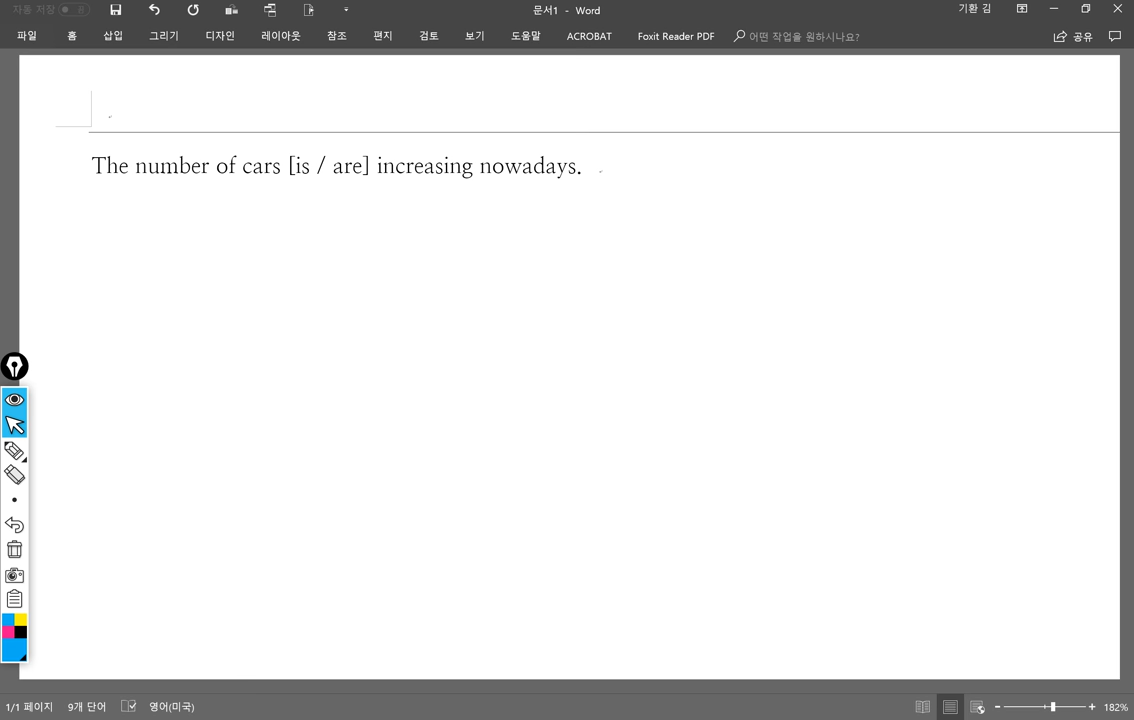 자동 저장
문서1 - Word
기환 김
파일 홈 삽입 그리기 디자인 레이아웃 참조 편지 검토 보기 도움말 ACROBAT Foxit Reader PDF 어떤 작업을 원하시나요? 공유
The number of cars [is / are] increasing nowadays.
1/1 페이지 9개 단어 영어(미국) 182%